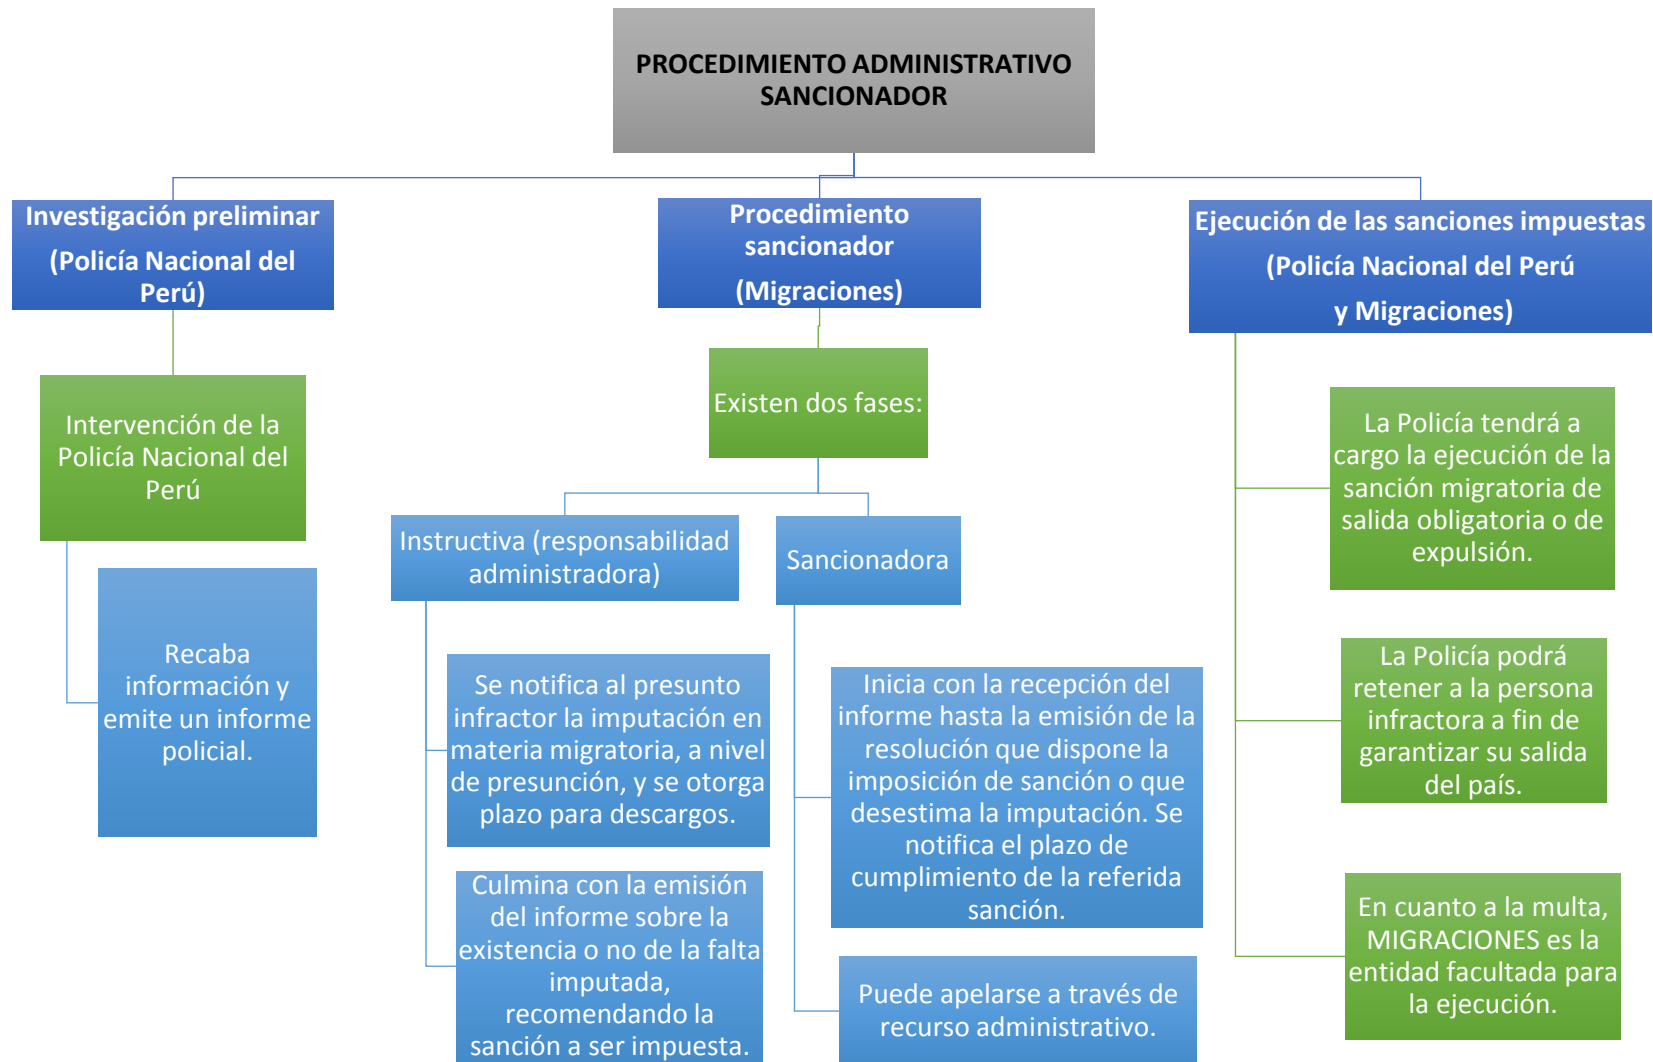 PROCEDIMIENTO ADMINISTRATIVO
SANCIONADOR
Investigación preliminar
(Policía Nacional del
Perú)
Intervención de la
Policía Nacional del
Perú
Recaba
información y
emite un informe
policial.
Procedimiento
sancionador
(Migraciones)
Existen dos fases:
Instructiva (responsabilidad
administradora)
Se notifica al presunto
infractor la imputación en
materia migratoria, a nivel
de presunción, y se otorga
plazo para descargos.
Culmina con la emisión
del informe sobre la
existencia o no de la falta
imputada,
recomendando la
sanción a ser impuesta.
Sancionadora
Inicia con la recepción del
informe hasta la emisión de la
resolución que dispone la
imposición de sanción o que
desestima la imputación. Se
notifica el plazo de
cumplimiento de la referida
sanción.
Puede apelarse a través de
recurso administrativo.
Ejecución de las sanciones impuestas
(Policía Nacional del Perú
y Migraciones)
La Policía tendrá a
cargo la ejecución de la
sanción migratoria de
salida obligatoria o de
expulsión.
La Policía podrá
retener a la persona
infractora a fin de
garantizar su salida
del país.
En cuanto a la multa,
MIGRACIONES es la
entidad facultada para
la ejecución.